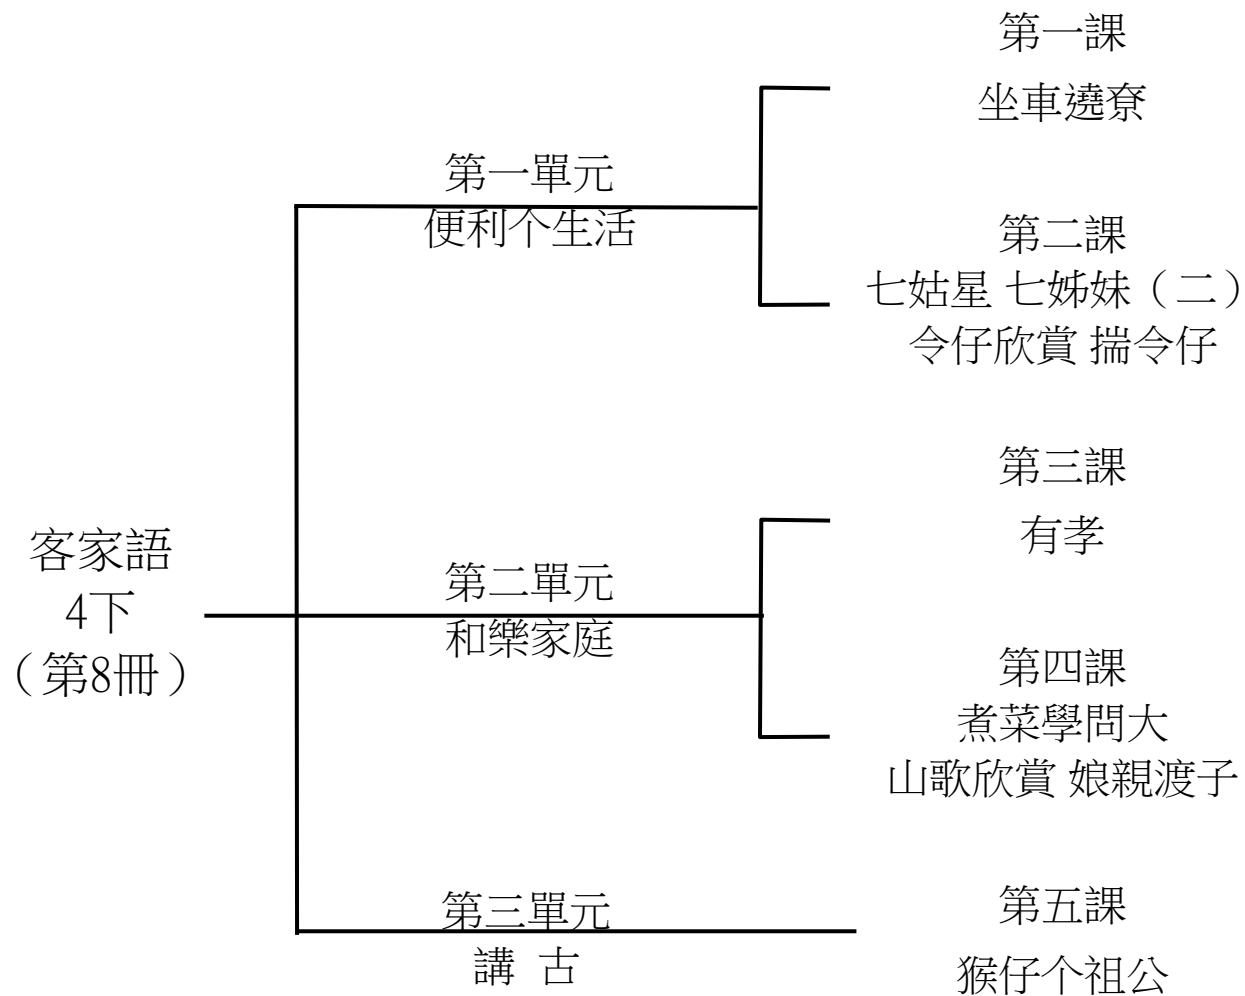 客家語
4下
（第8冊）
第一單元
便利个生活
第一課
坐車遶尞
第二課
七姑星 七姊妹（二）
令仔欣賞 揣令仔
第二單元
和樂家庭
第三課
有孝
第四課
煮菜學問大
山歌欣賞 娘親渡子
第三單元
講 古
第五課
猴仔个祖公